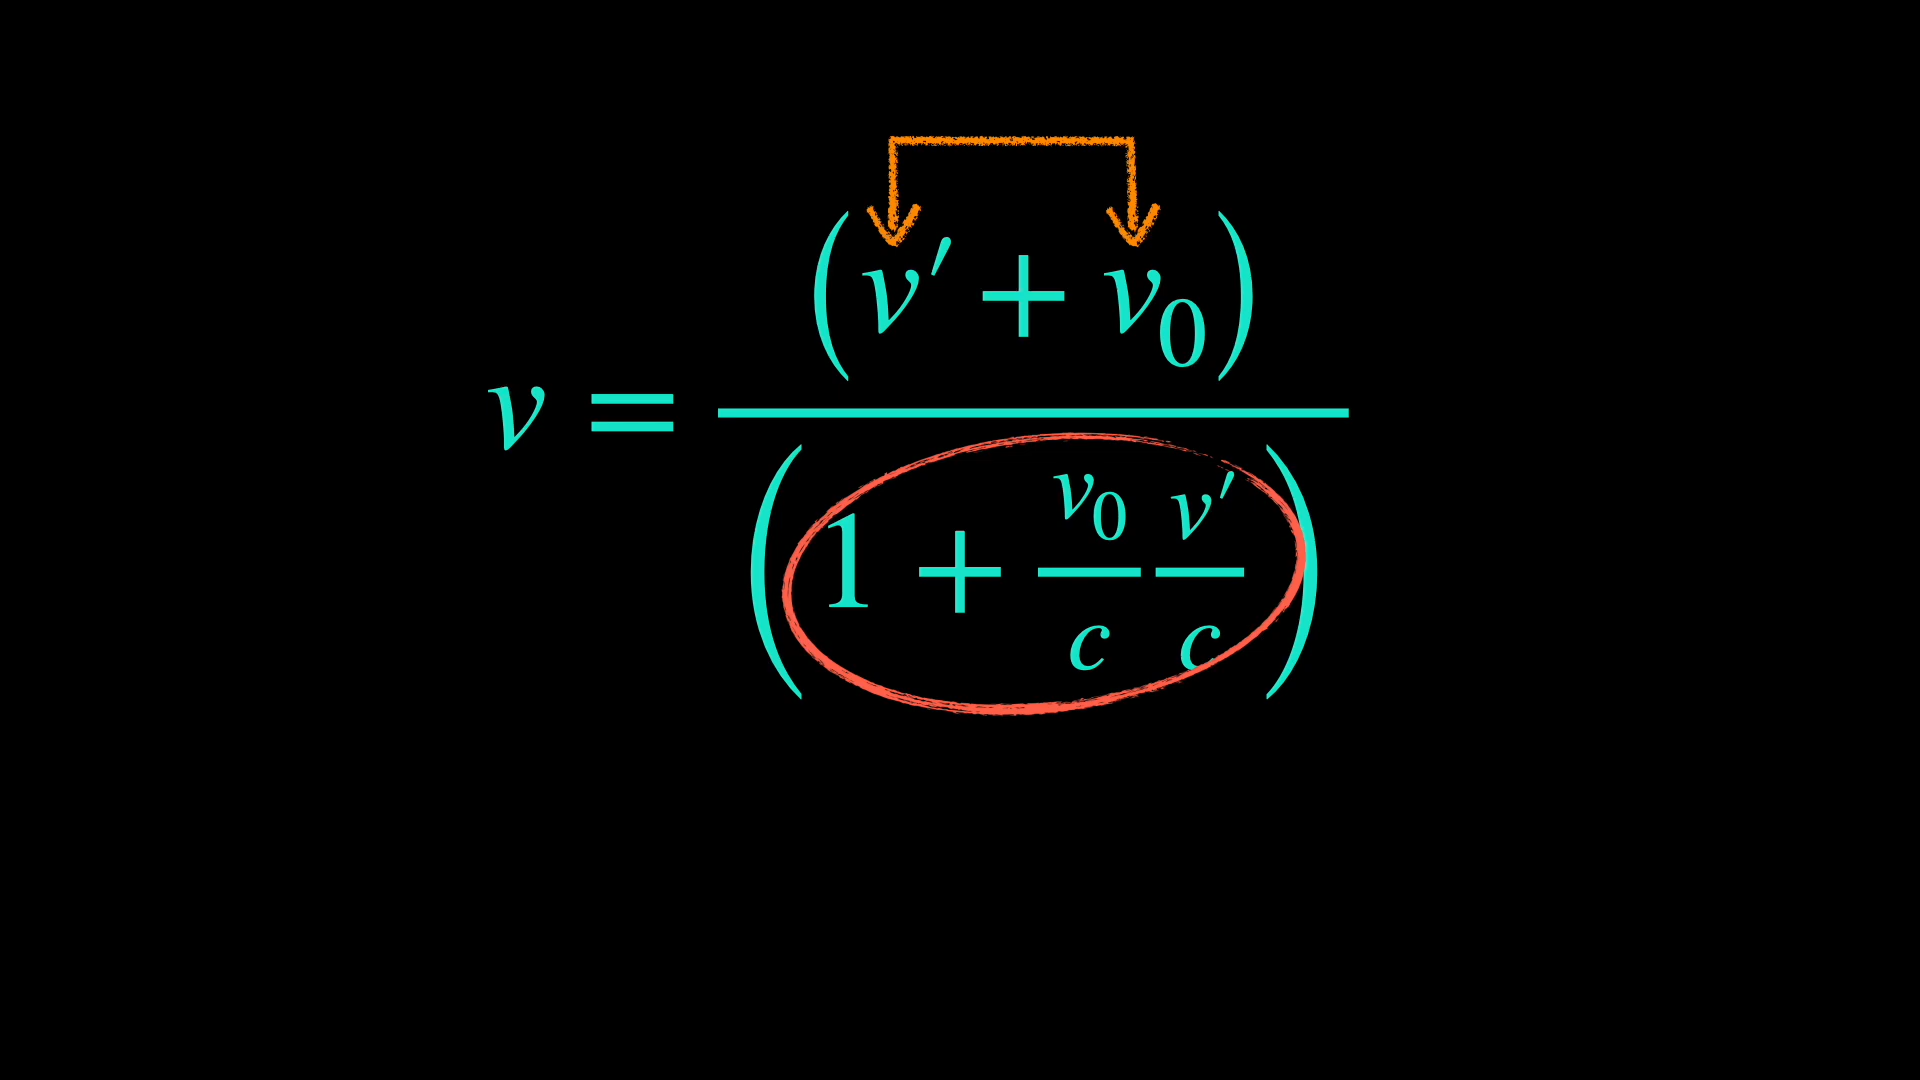 v = (v′ + v₀) / (1 + v₀/c v′/c)